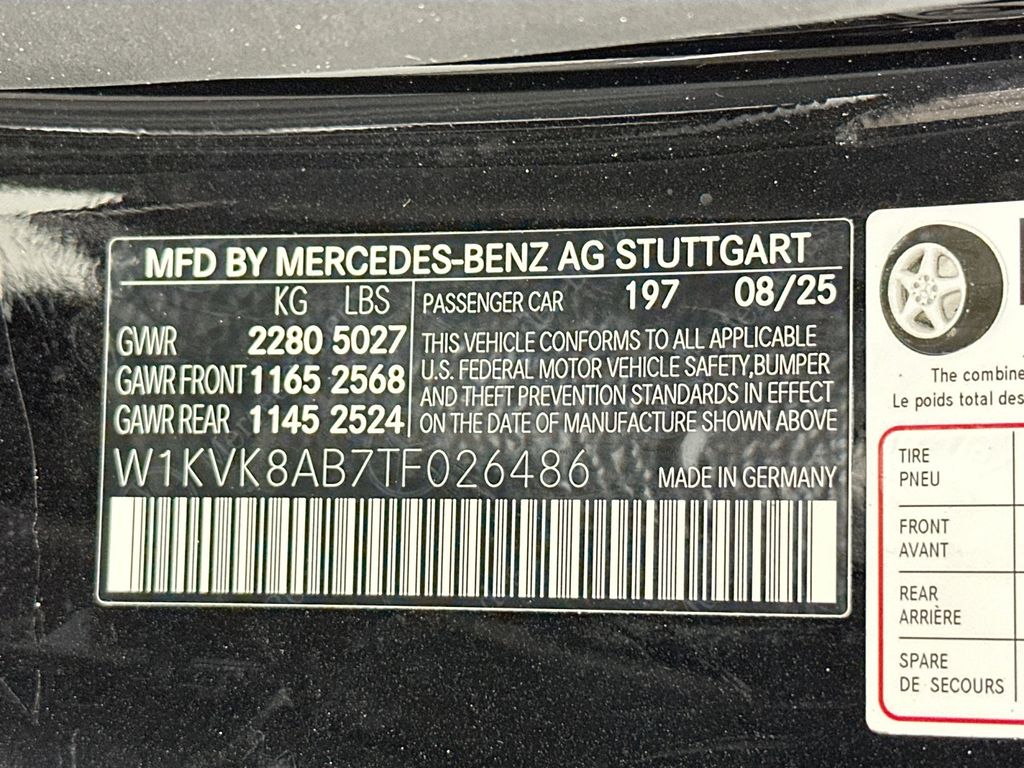 MFD BY MERCEDES-BENZ AG STUTTGART
KG LBS
GVWR 2280 5027
GAWR FRONT 1165 2568
GAWR REAR 1145 2524
PASSENGER CAR 197 08/25
THIS VEHICLE CONFORMS TO ALL APPLICABLE
U.S. FEDERAL MOTOR VEHICLE SAFETY, BUMPER
AND THEFT PREVENTION STANDARDS IN EFFECT
ON THE DATE OF MANUFACTURE SHOWN ABOVE
W1KVK8AB7TF026486 MADE IN GERMANY
The combine
Le poids total des
TIRE
PNEU
FRONT
AVANT
REAR
ARRIÈRE
SPARE
DE SECOURS